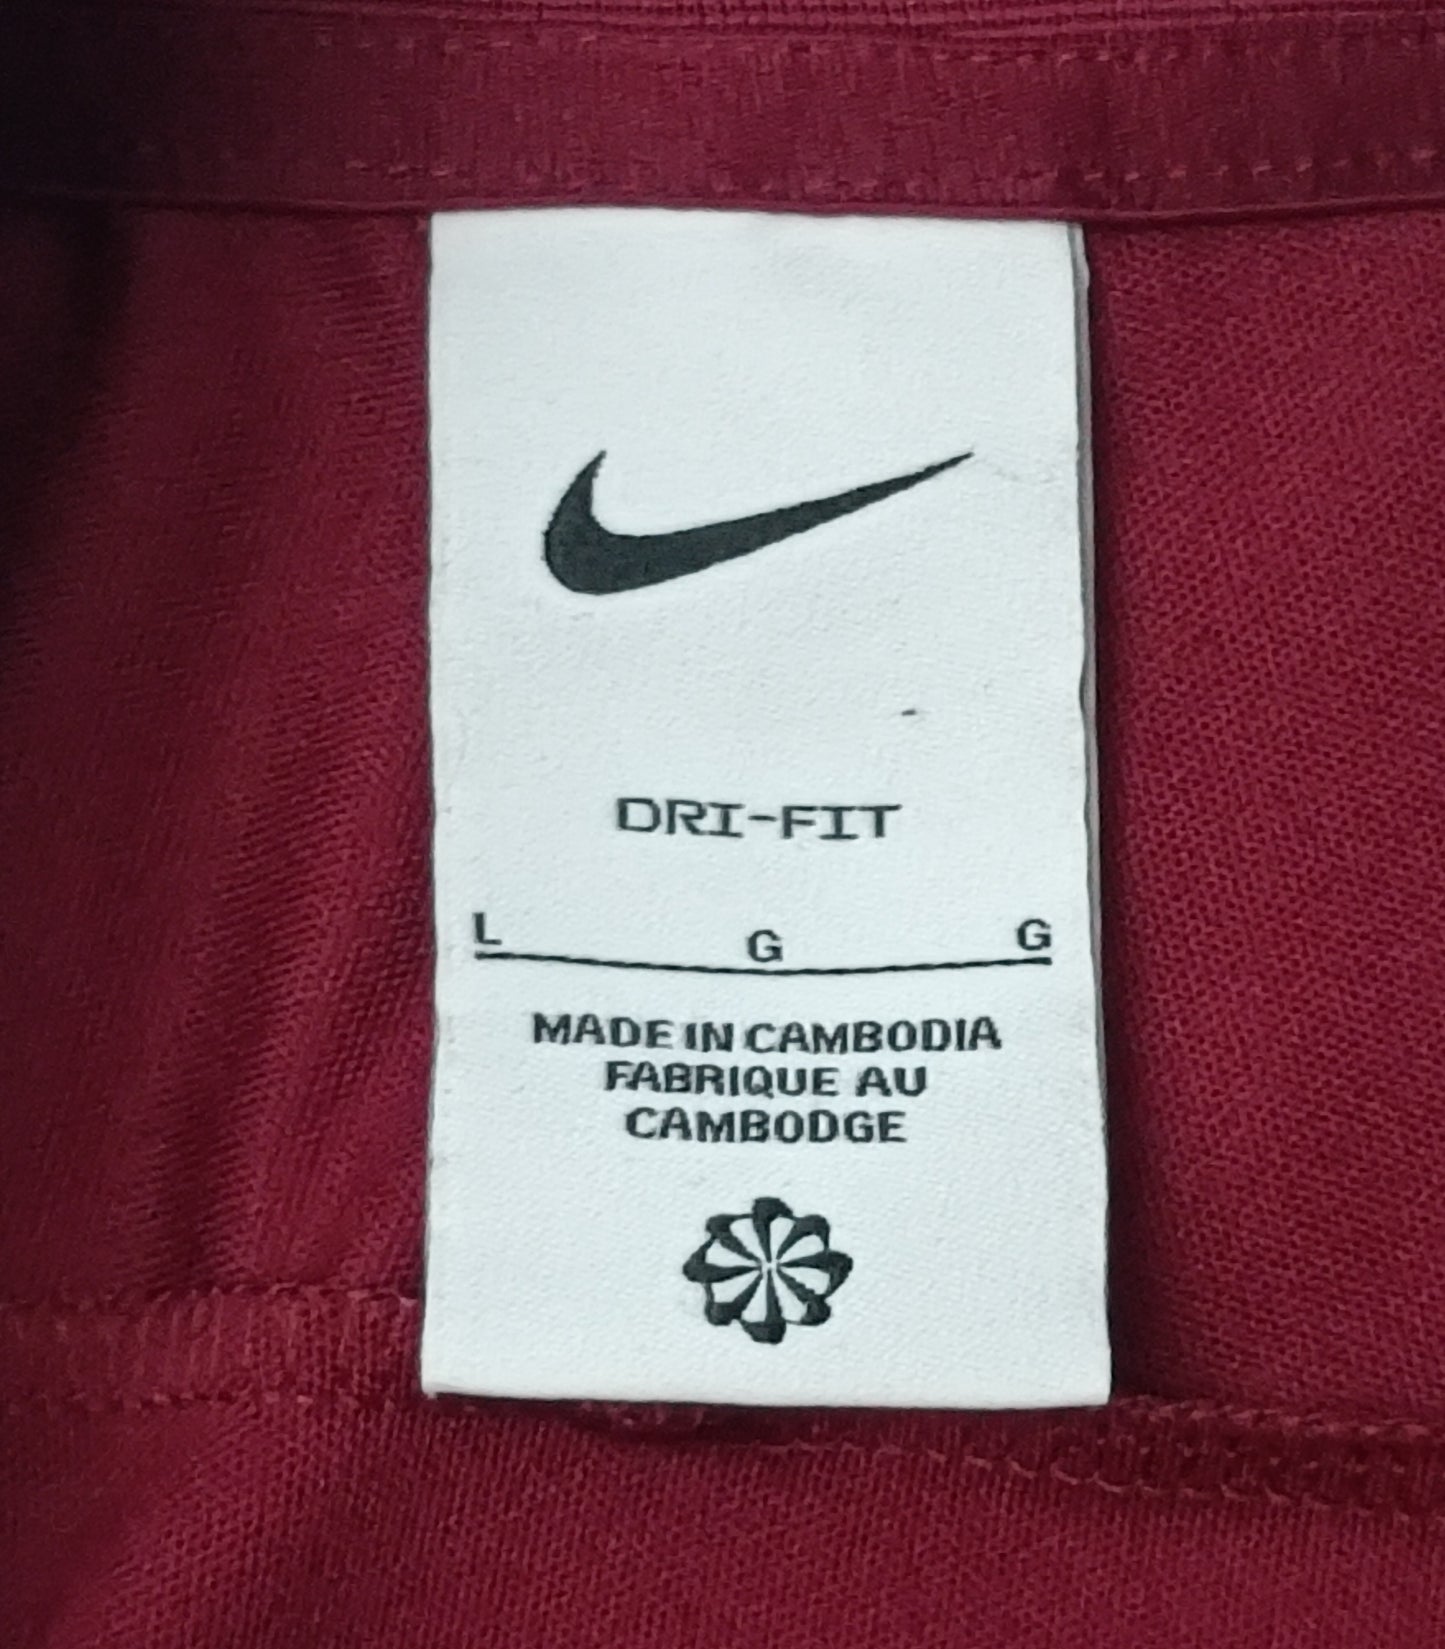 DRI-FIT
L G G
MADE IN CAMBODIA
FABRIQUE AU
CAMBODGE